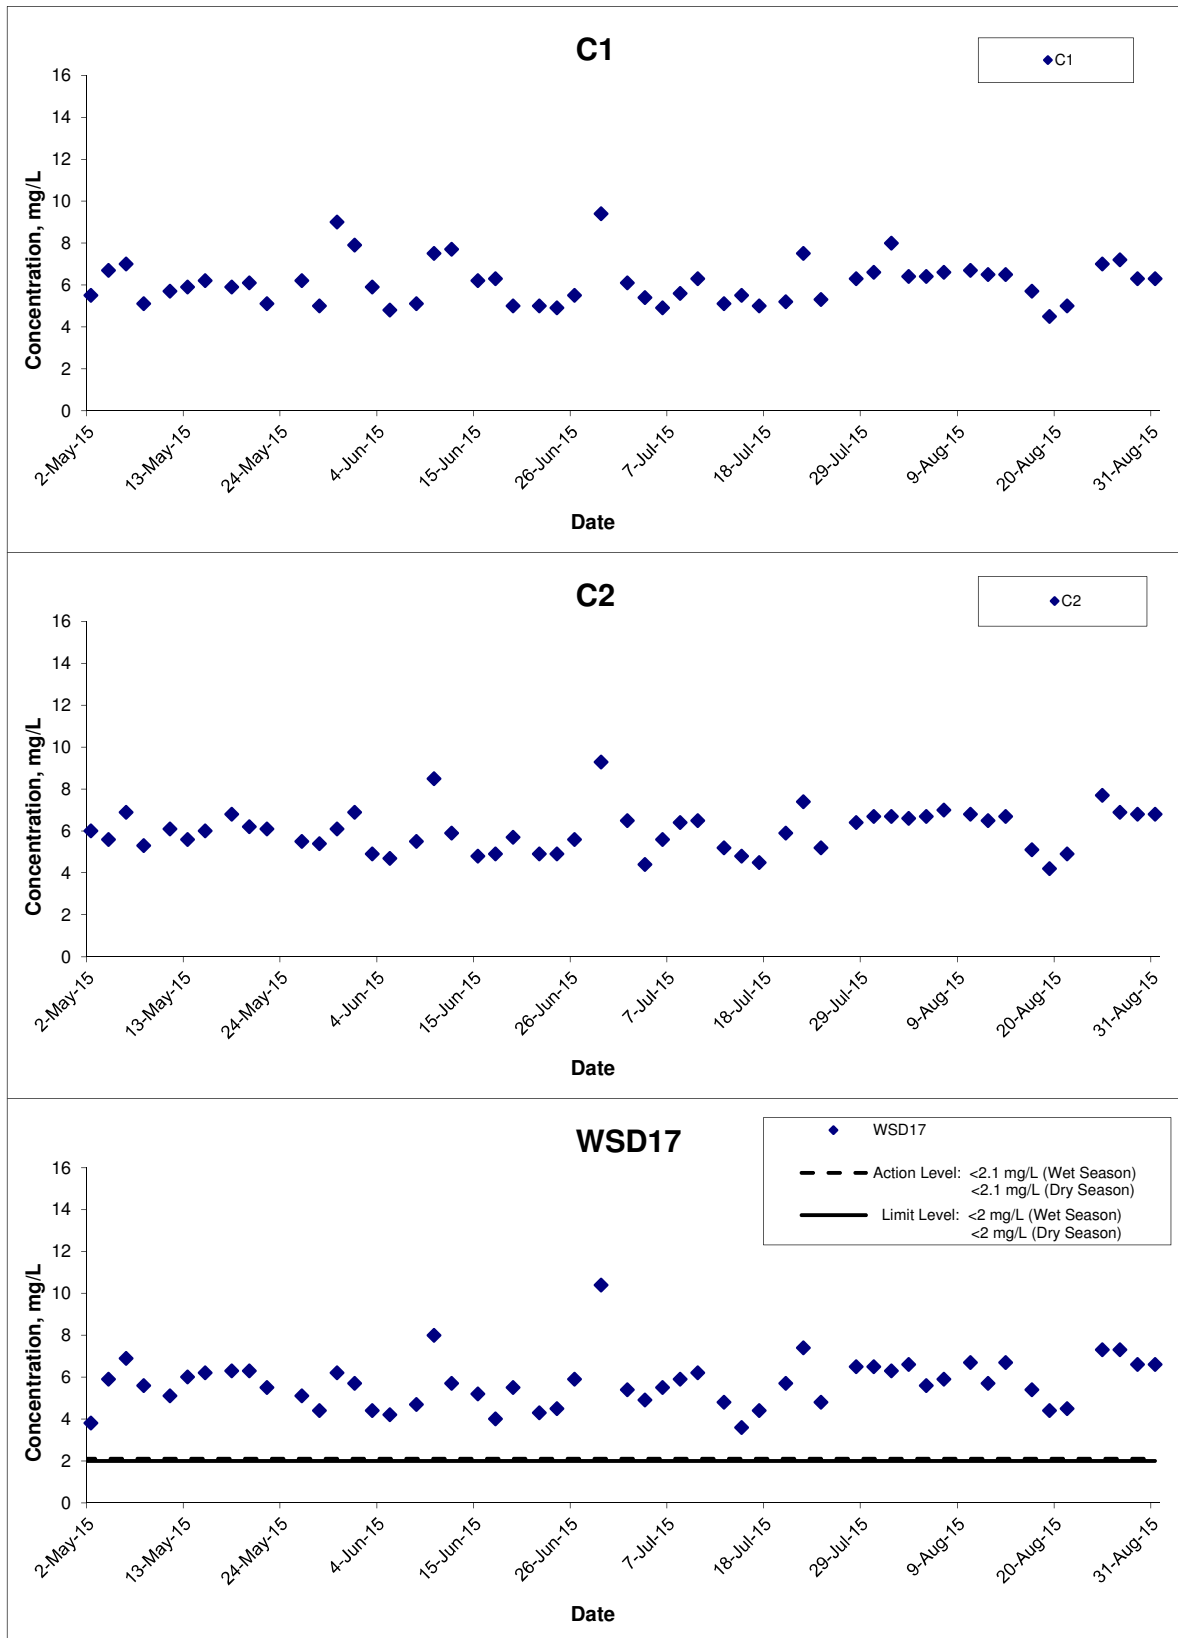 C1
C1
16
14
12
10
8
6
4
2
0
Concentration, mg/L
2-May-15
13-May-15
24-May-15
4-Jun-15
15-Jun-15
26-Jun-15
7-Jul-15
18-Jul-15
29-Jul-15
9-Aug-15
20-Aug-15
31-Aug-15
Date
C2
C2
16
14
12
10
8
6
4
2
0
Concentration, mg/L
2-May-15
13-May-15
24-May-15
4-Jun-15
15-Jun-15
26-Jun-15
7-Jul-15
18-Jul-15
29-Jul-15
9-Aug-15
20-Aug-15
31-Aug-15
Date
WSD17
WSD17
Action Level: <2.1 mg/L (Wet Season)
<2.1 mg/L (Dry Season)
Limit Level: <2 mg/L (Wet Season)
<2 mg/L (Dry Season)
16
14
12
10
8
6
4
2
0
Concentration, mg/L
2-May-15
13-May-15
24-May-15
4-Jun-15
15-Jun-15
26-Jun-15
7-Jul-15
18-Jul-15
29-Jul-15
9-Aug-15
20-Aug-15
31-Aug-15
Date